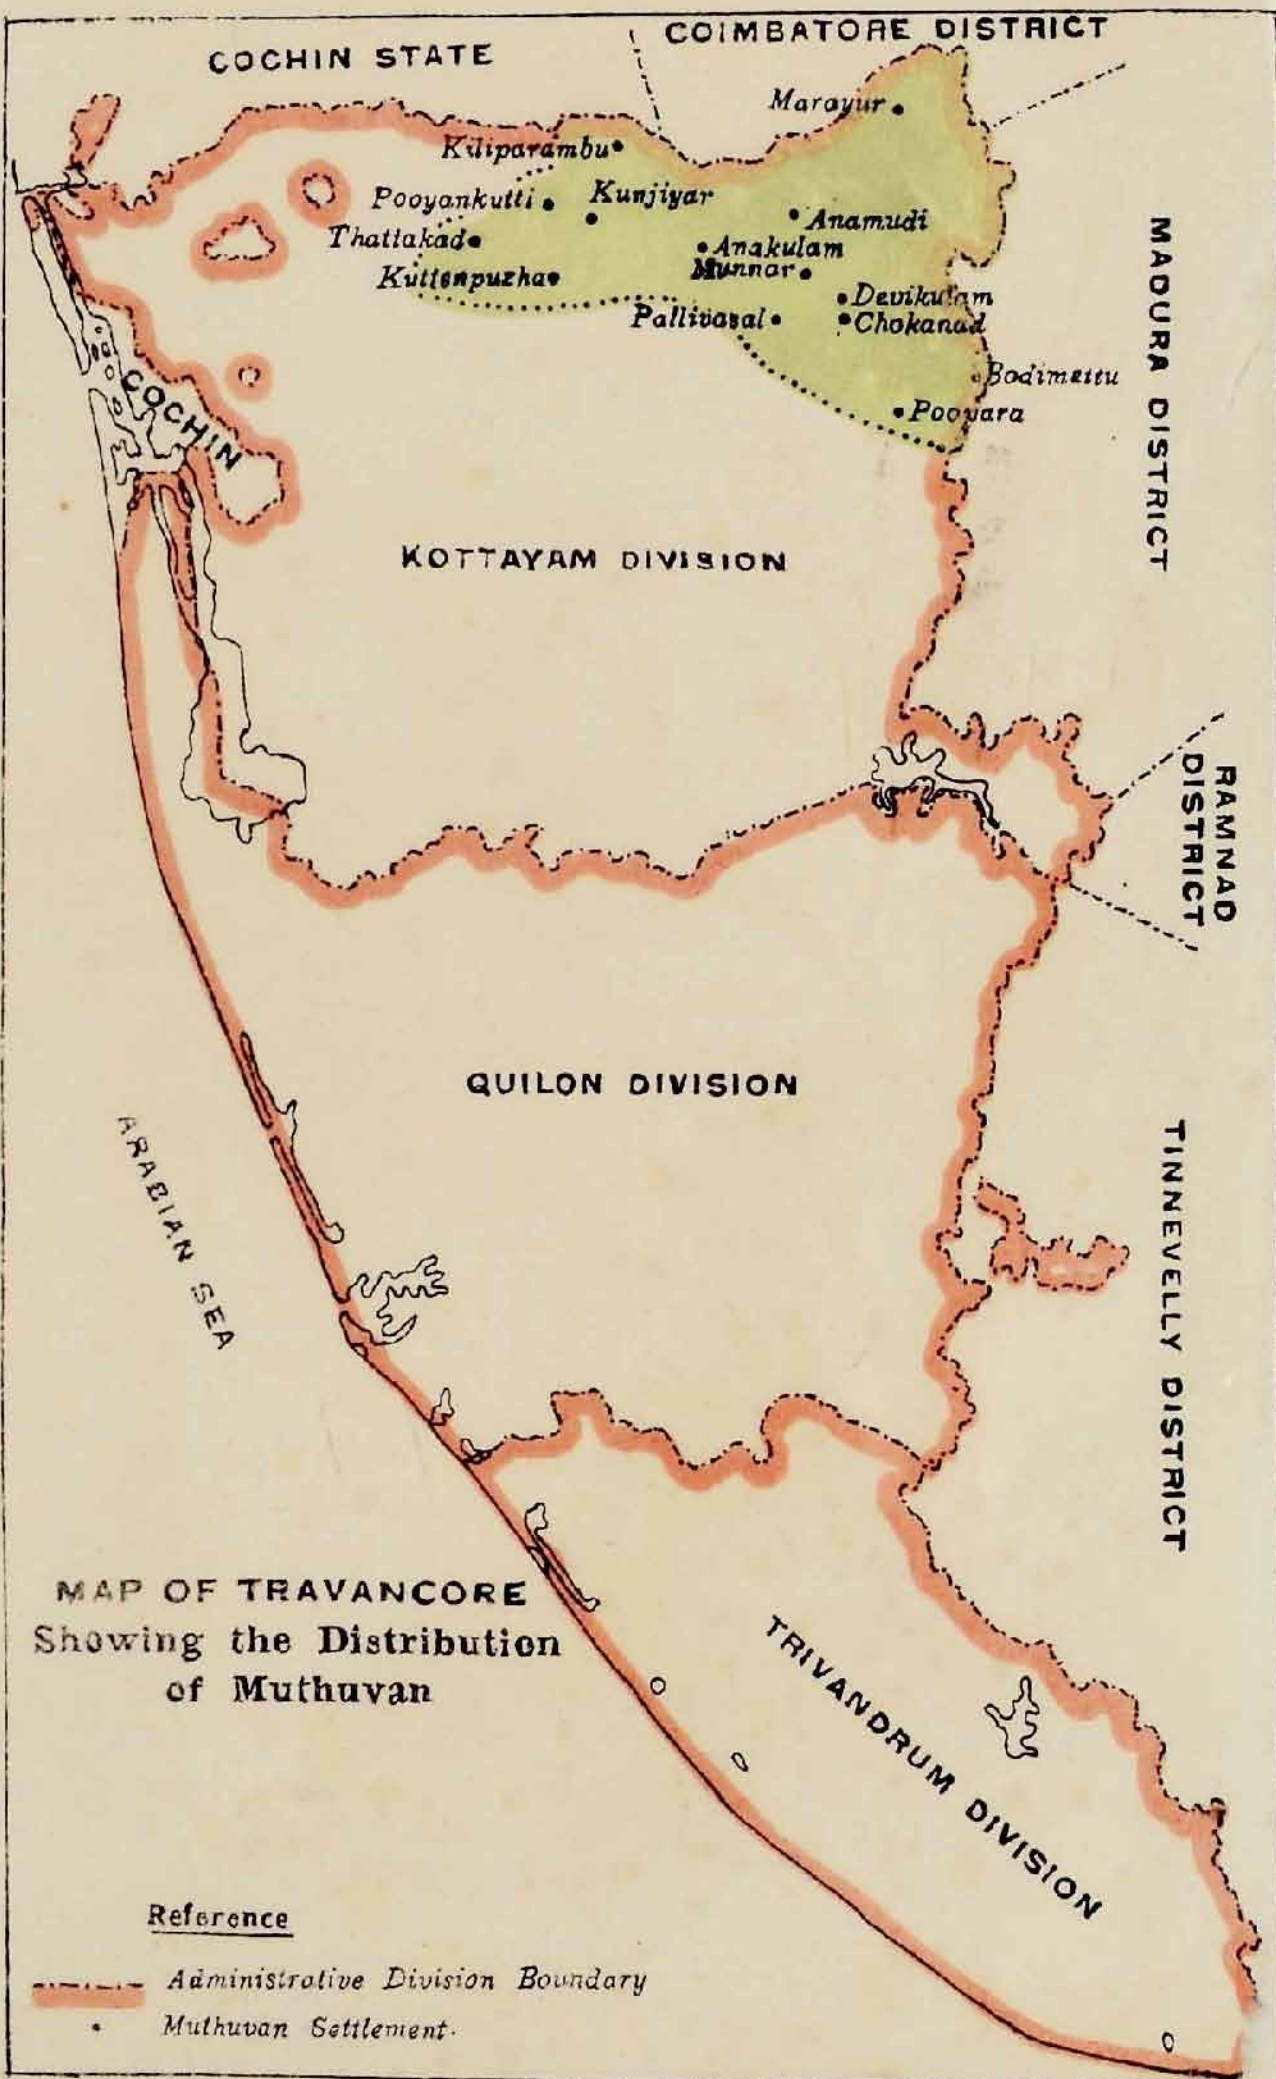 COCHIN STATE
COIMBATORE DISTRICT
Marayur
Kiliparambu
Pooyankutti
Kunjiyar
Thattakad
Anamudi
Anakulam
Kuttenpuzha
Munnar
Devikulam
Pallivasal
Chokanad
Bodimettu
Pooyara
MADURA DISTRICT
COCHIN
KOTTAYAM DIVISION
RAMNAD
DISTRICT
QUILON DIVISION
ARABIAN SEA
TINNEVELLY DISTRICT
MAP OF TRAVANCORE
Showing the Distribution
of Muthuvan
TRIVANDRUM DIVISION
Reference
Administrative Division Boundary
Muthuvan Settlement.